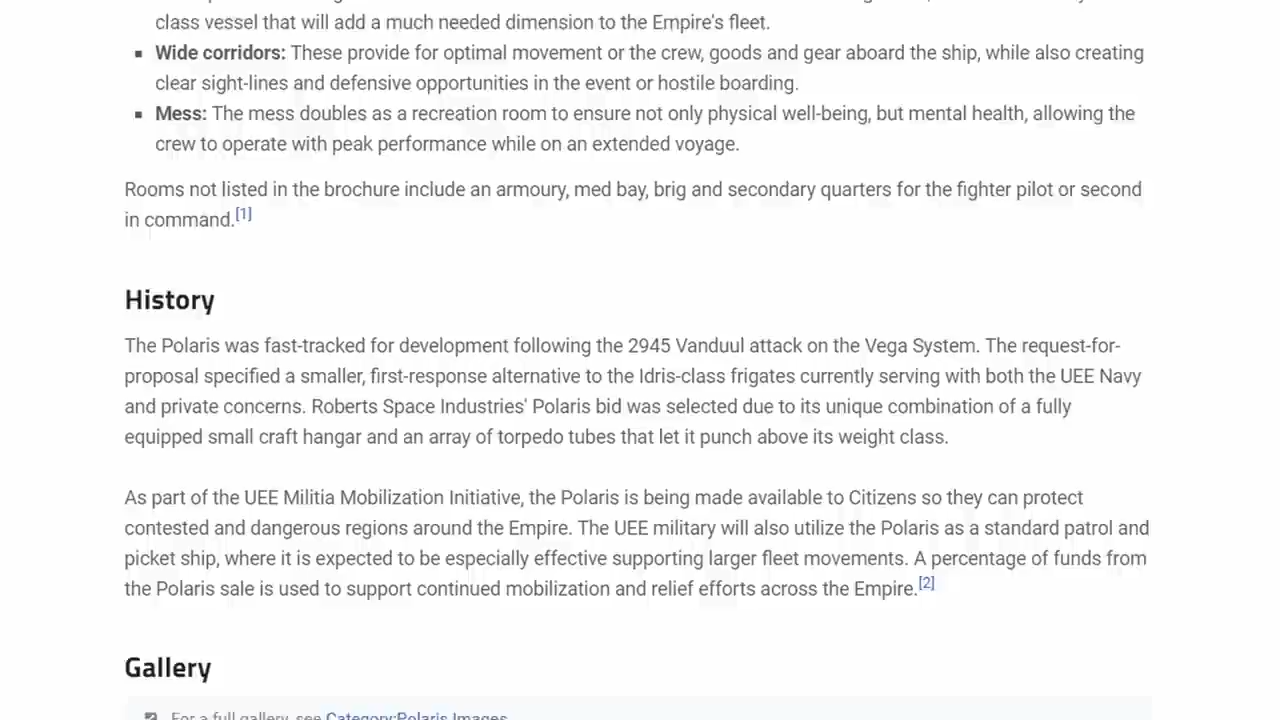 class vessel that will add a much needed dimension to the Empire's fleet.
▪ Wide corridors: These provide for optimal movement or the crew, goods and gear aboard the ship, while also creating
clear sight-lines and defensive opportunities in the event or hostile boarding.
▪ Mess: The mess doubles as a recreation room to ensure not only physical well-being, but mental health, allowing the
crew to operate with peak performance while on an extended voyage.
Rooms not listed in the brochure include an armoury, med bay, brig and secondary quarters for the fighter pilot or second
in command.[1]
History
The Polaris was fast-tracked for development following the 2945 Vanduul attack on the Vega System. The request-for-
proposal specified a smaller, first-response alternative to the Idris-class frigates currently serving with both the UEE Navy
and private concerns. Roberts Space Industries' Polaris bid was selected due to its unique combination of a fully
equipped small craft hangar and an array of torpedo tubes that let it punch above its weight class.
As part of the UEE Militia Mobilization Initiative, the Polaris is being made available to Citizens so they can protect
contested and dangerous regions around the Empire. The UEE military will also utilize the Polaris as a standard patrol and
picket ship, where it is expected to be especially effective supporting larger fleet movements. A percentage of funds from
the Polaris sale is used to support continued mobilization and relief efforts across the Empire.[2]
Gallery
For a full gallery, see Category:Polaris Images